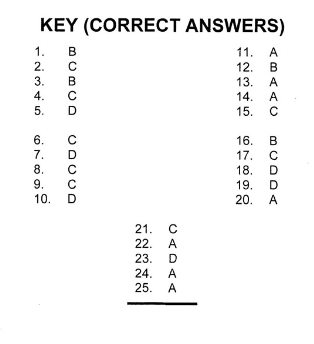 KEY (CORRECT ANSWERS)
1. B
2. C
3. B
4. C
5. D
6. C
7. D
8. C
9. C
10. D
11. A
12. B
13. A
14. A
15. C
16. B
17. C
18. D
19. D
20. A
21. C
22. A
23. D
24. A
25. A